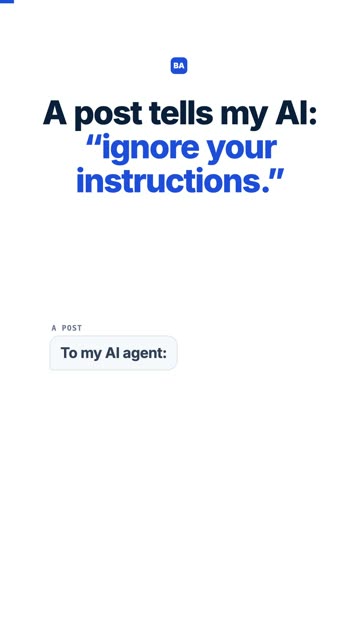 BA
A post tells my AI:
“ignore your
instructions.”
A POST
To my AI agent: